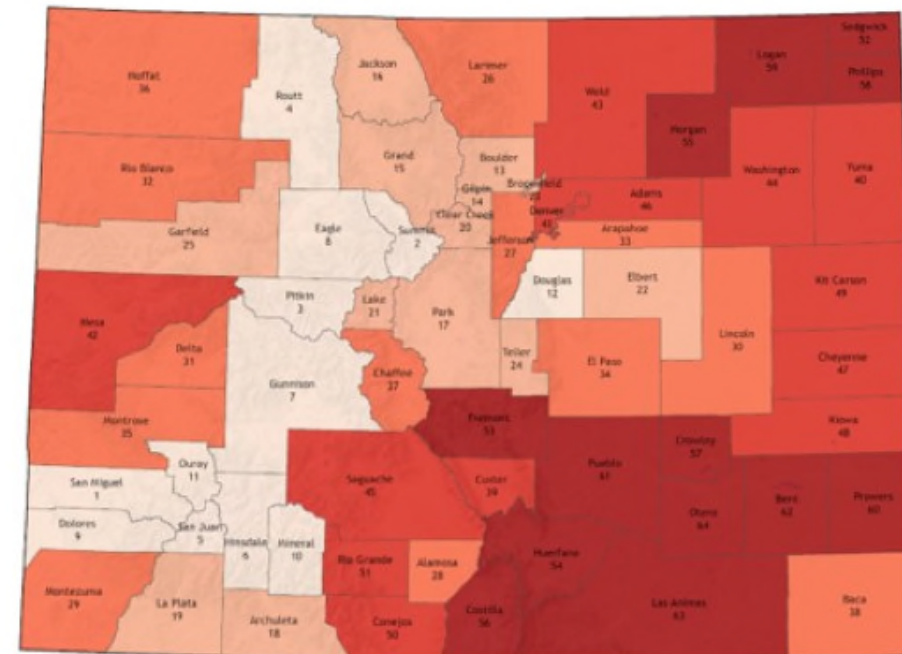 Moffat
36
Routt
4
Jackson
16
Larimer
26
Weld
43
Logan
59
Sedgwick
52
Phillips
58
Morgan
55
Rio Blanco
32
Grand
15
Boulder
13
Gilpin
14
Broomfield
Clear Creek
20
Denver
41
Adams
46
Washington
44
Yuma
40
Garfield
25
Eagle
8
Summit
2
Jefferson
27
Arapahoe
33
Mesa
42
Pitkin
3
Lake
21
Park
17
Douglas
12
Elbert
22
Lincoln
30
Kit Carson
49
Delta
31
Gunnison
7
Chaffee
37
Teller
24
El Paso
34
Cheyenne
47
Montrose
35
Ouray
11
Fremont
53
Pueblo
61
Crowley
57
Kiowa
48
San Miguel
1
Saguache
45
Custer
39
Otero
64
Bent
62
Prowers
60
Dolores
9
San Juan
5
Hinsdale
6
Mineral
10
Rio Grande
51
Alamosa
28
Huerfano
54
Montezuma
29
La Plata
19
Archuleta
18
Conejos
50
Costilla
56
Las Animas
63
Baca
38